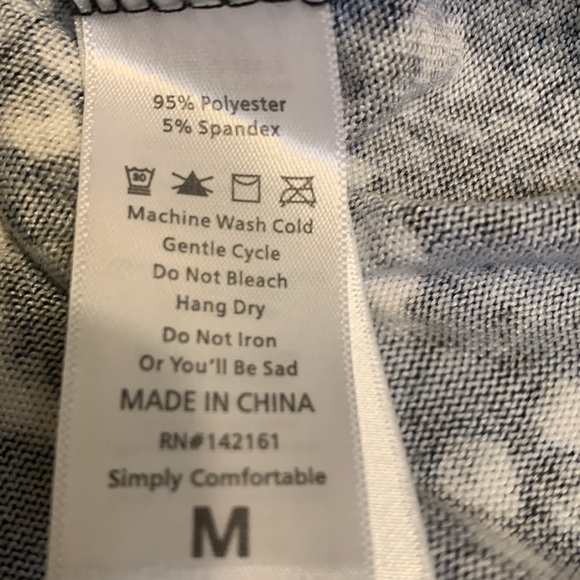 95% Polyester
5% Spandex
30
Machine Wash Cold
Gentle Cycle
Do Not Bleach
Hang Dry
Do Not Iron
Or You'll Be Sad
MADE IN CHINA
RN#142161
Simply Comfortable
M